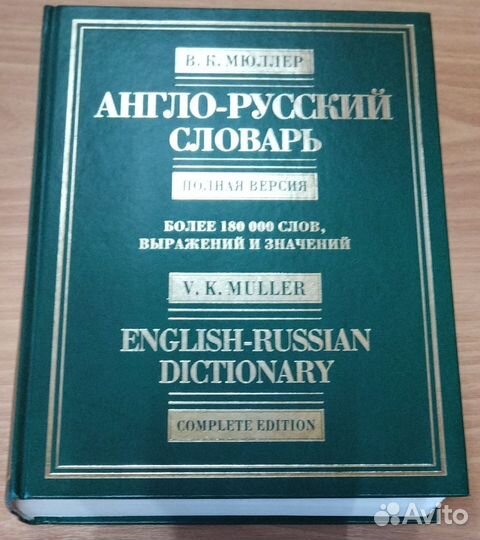 В. К. МЮЛЛЕР
АНГЛО-РУССКИЙ
СЛОВАРЬ
ПОЛНАЯ ВЕРСИЯ
БОЛЕЕ 180 000 СЛОВ,
ВЫРАЖЕНИЙ И ЗНАЧЕНИЙ
V. K. MULLER
ENGLISH-RUSSIAN
DICTIONARY
COMPLETE EDITION
Avito